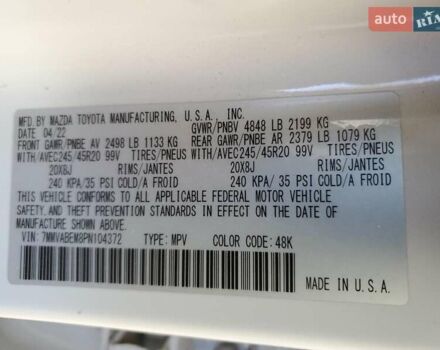 auto RIA
MFD.BY MAZDA TOYOTA MANUFACTURING, U.S.A., INC.
DATE 04/22 GVWR/PNBV 4848 LB 2199 KG
FRONT GAWR/PNBE AV 2498 LB 1133 KG REAR GAWR/PNBE AR 2379 LB 1079 KG
WITH/AVEC245/45R20 99V TIRES/PNEUS WITH/AVEC245/45R20 99V TIRES/PNEUS
20X8J RIMS/JANTES 20X8J RIMS/JANTES
240 KPA/35 PSI COLD/A FROID 240 KPA/35 PSI COLD/A FROID
THIS VEHICLE CONFORMS TO ALL APPLICABLE FEDERAL MOTOR VEHICLE
SAFETY, AND THEFT PREVENTION STANDARDS IN EFFECT ON THE DATE OF
MANUFACTURE SHOWN ABOVE.
VIN: 7MMVABEM8PN104372 TYPE: MPV COLOR CODE: 48K
MADE IN U.S.A.